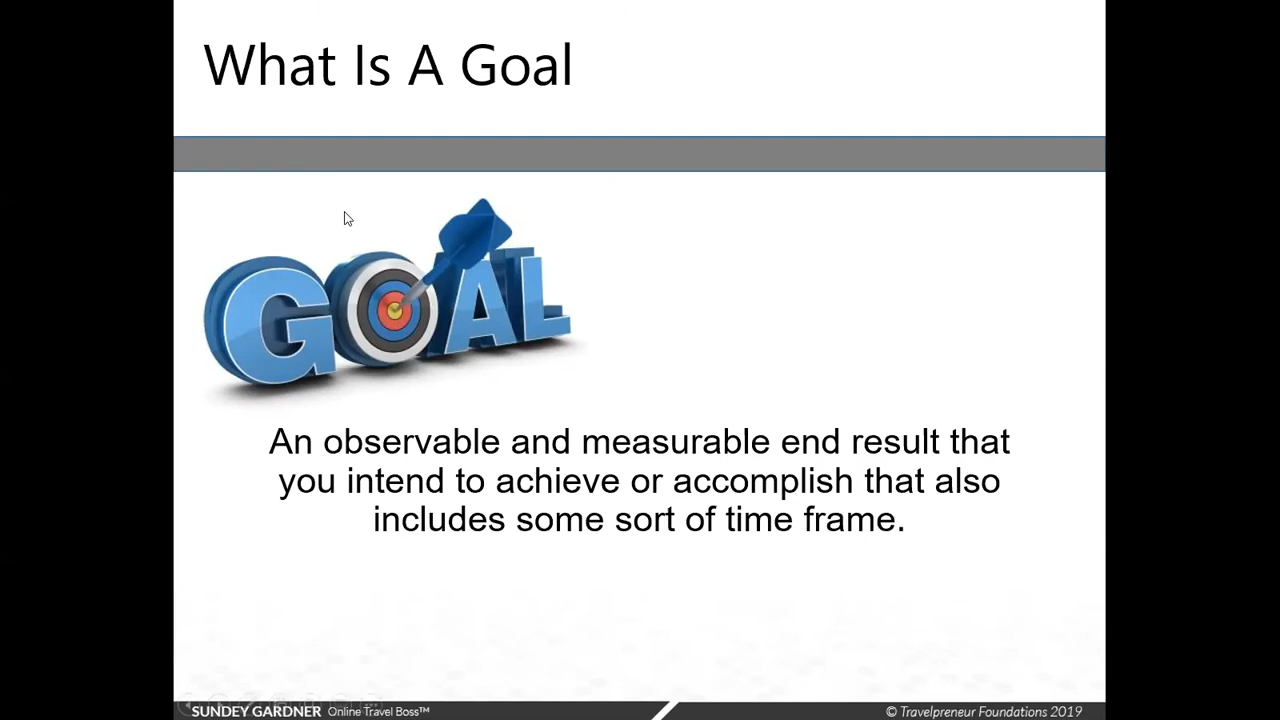 What Is A Goal
GOAL
An observable and measurable end result that
you intend to achieve or accomplish that also
includes some sort of time frame.
SUNDEY GARDNER Online Travel Boss™
© Travelpreneur Foundations 2019